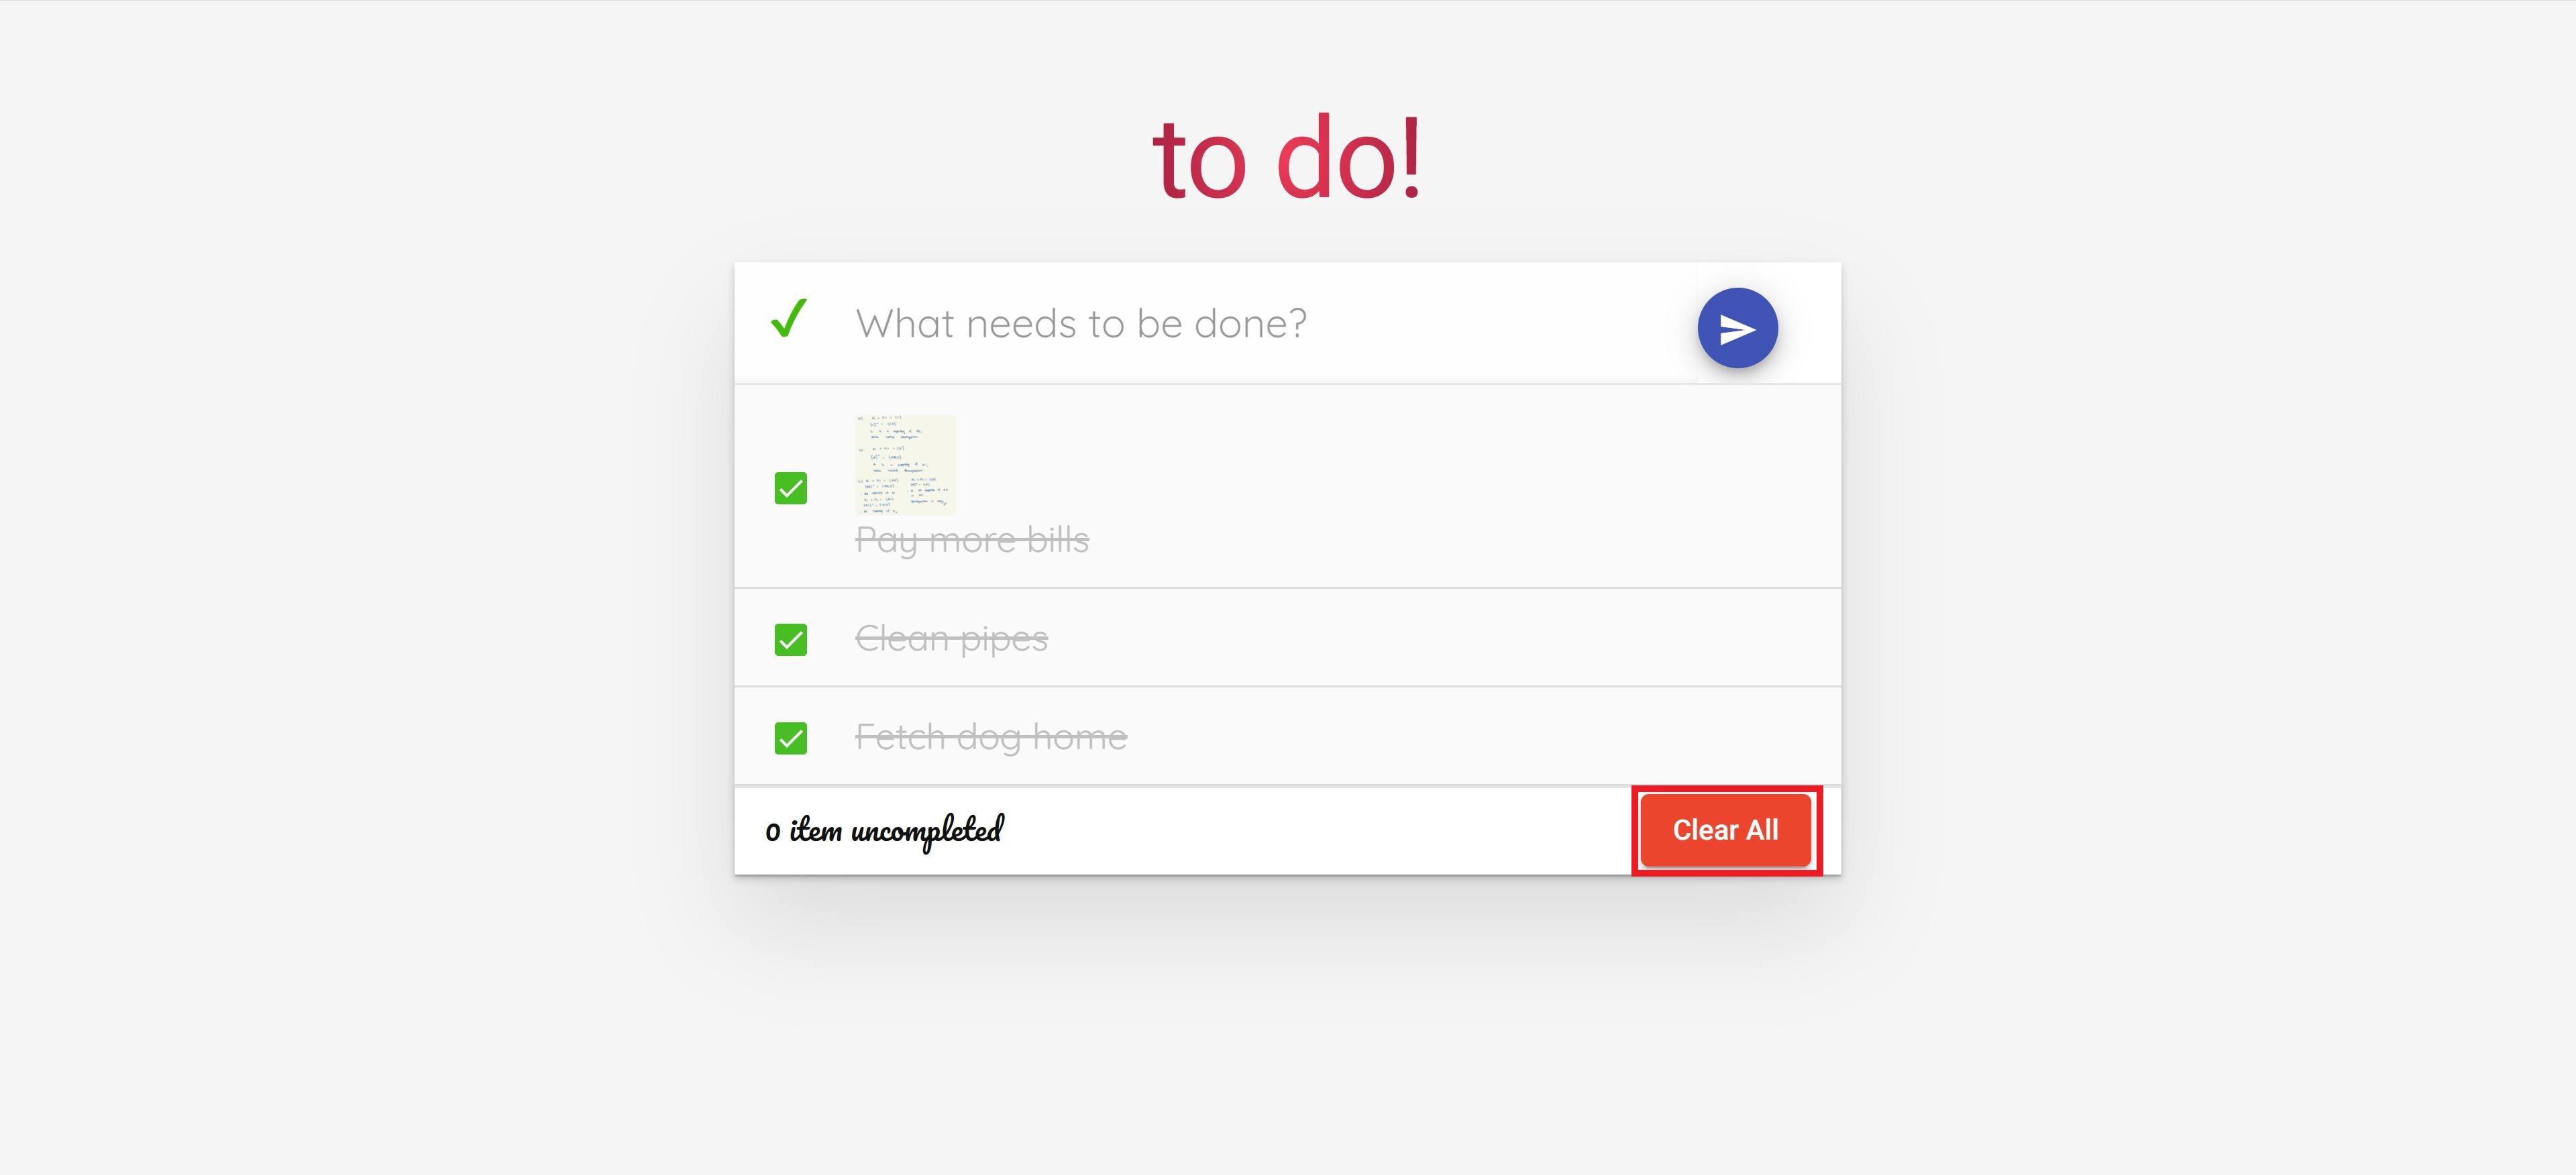 to do!
What needs to be done?
Pay more bills
Clean pipes
Fetch dog home
0 item uncompleted
Clear All